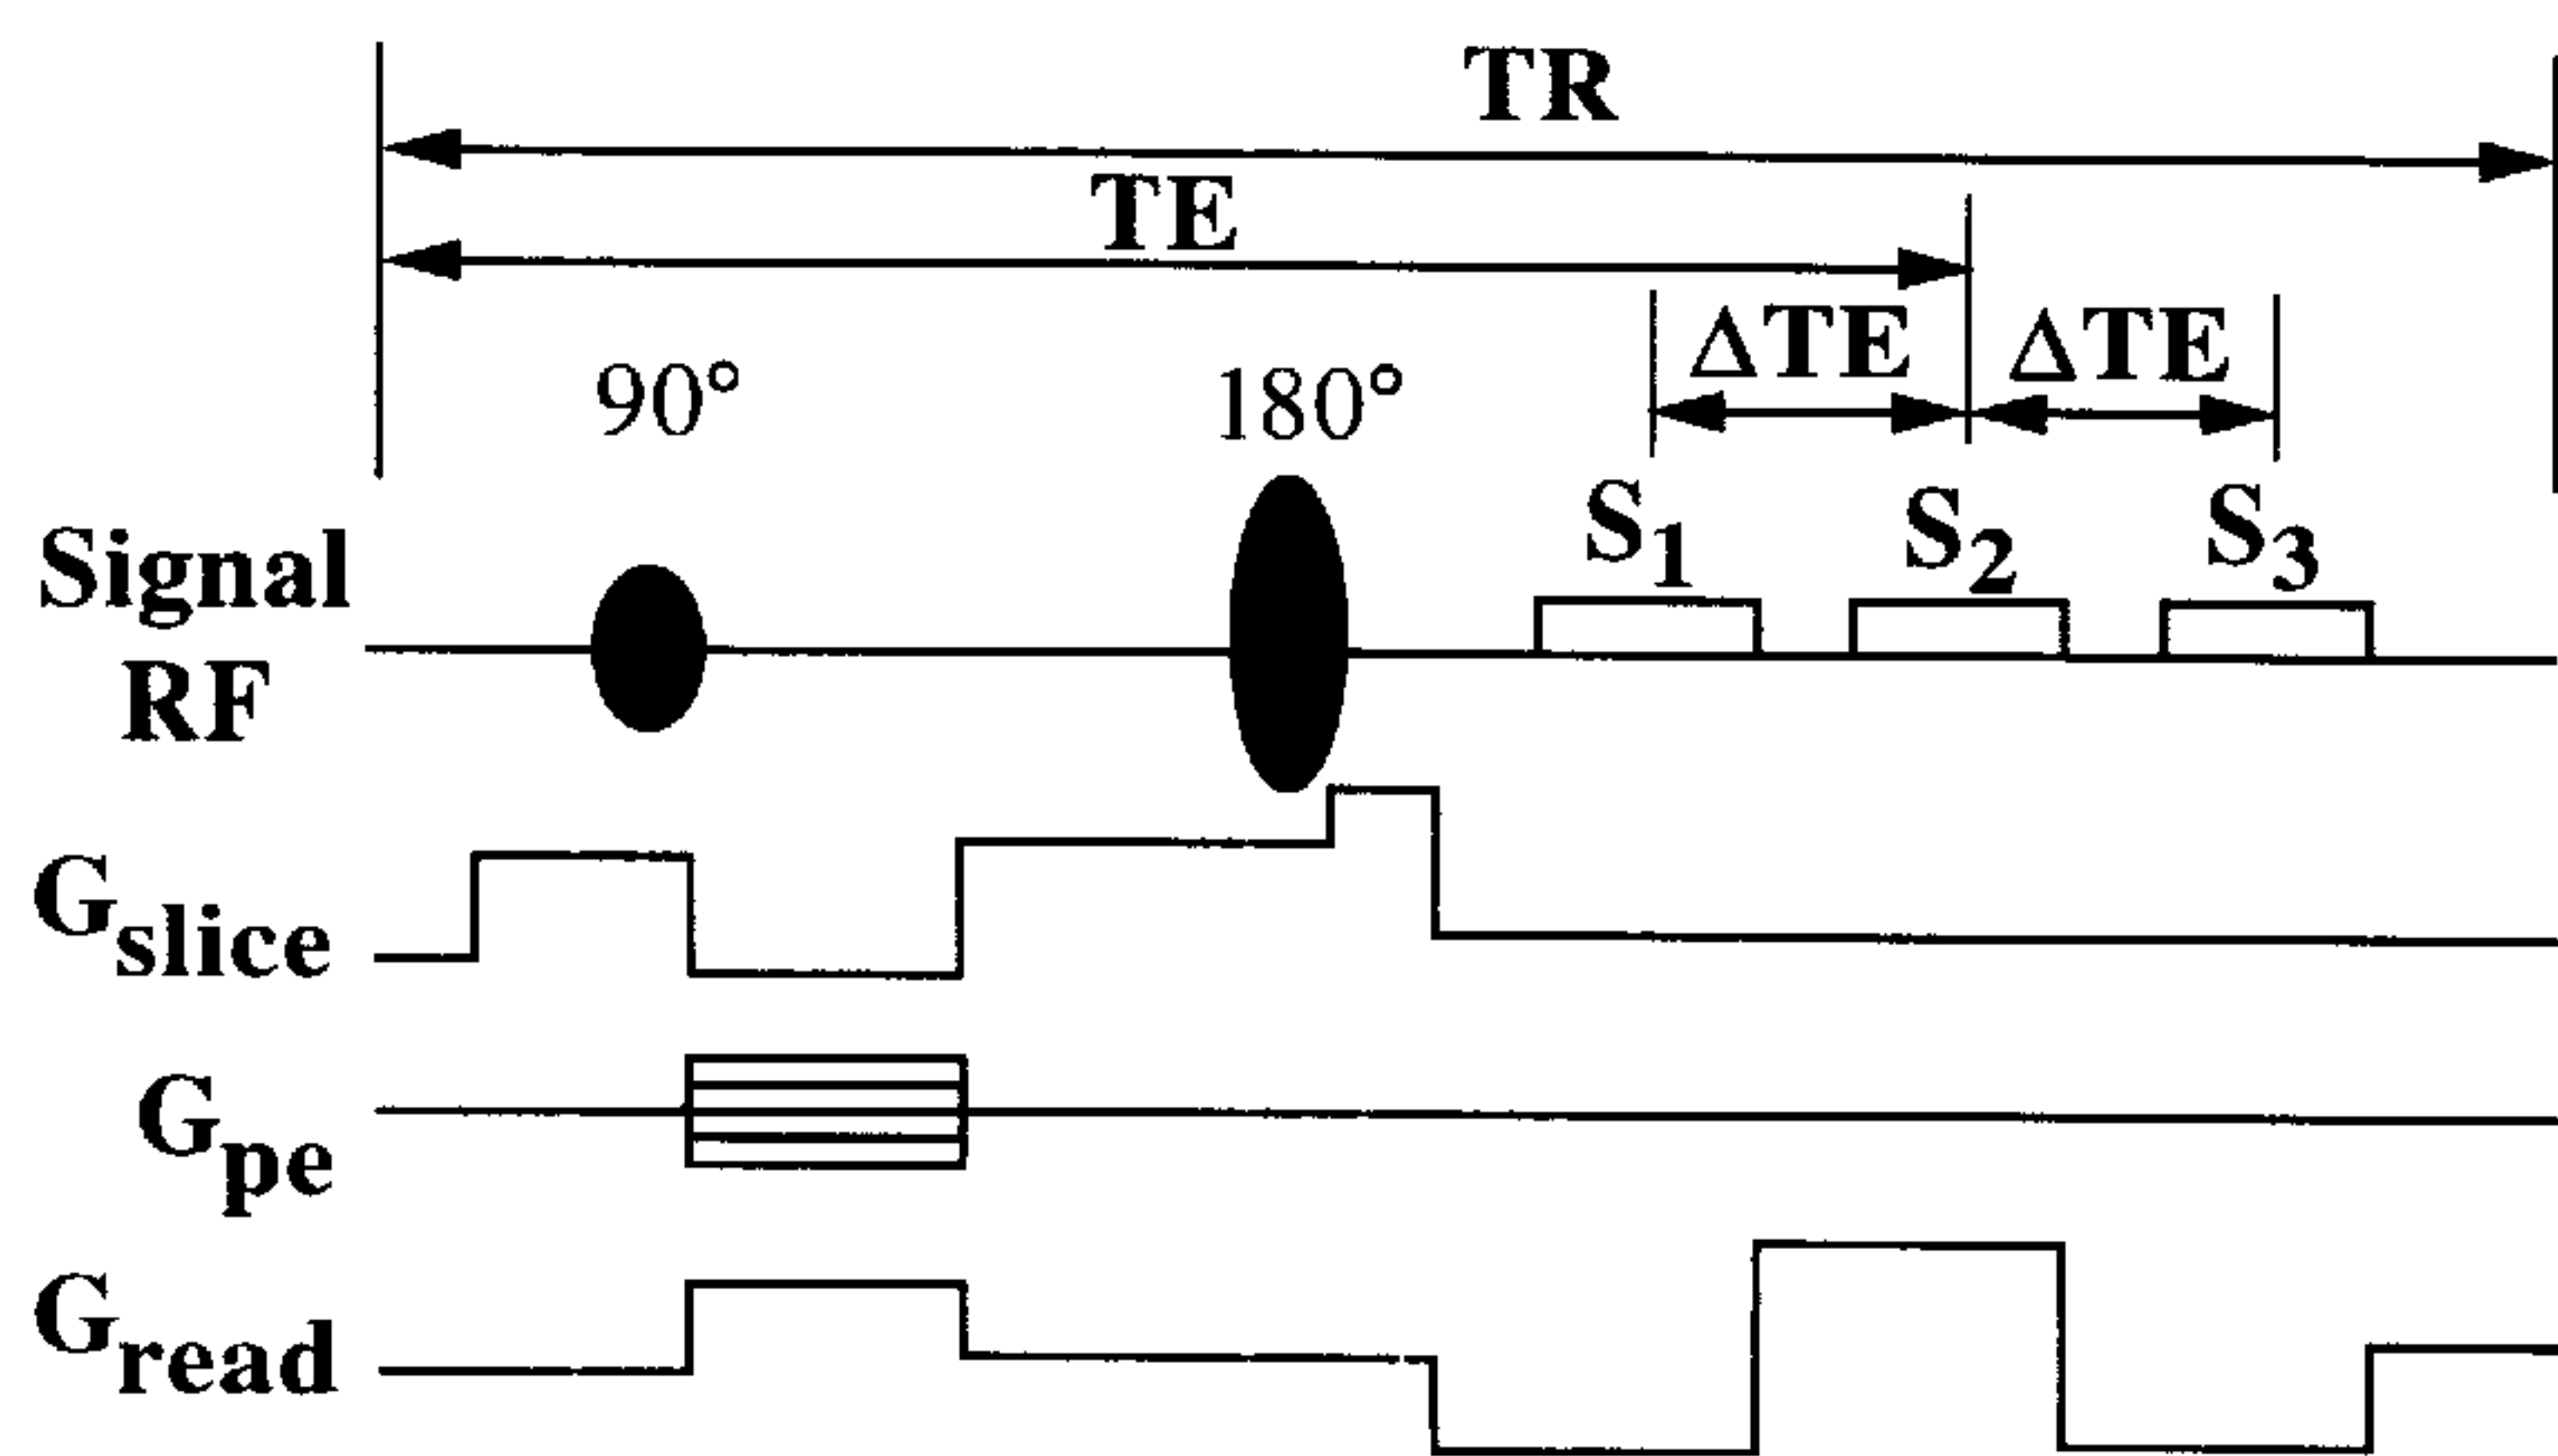 TR
TE
ΔTE ΔTE
90° 180°
S1 S2 S3
Signal
RF
Gslice
Gpe
Gread